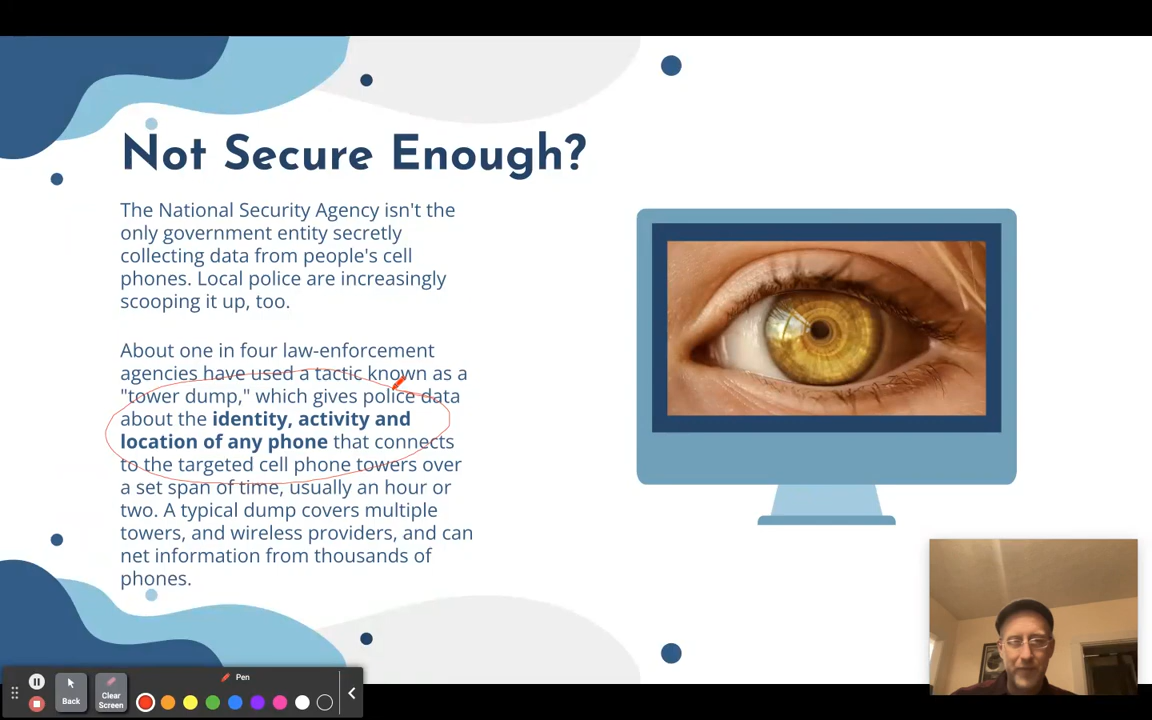 Not Secure Enough?
The National Security Agency isn't the
only government entity secretly
collecting data from people's cell
phones. Local police are increasingly
scooping it up, too.
About one in four law-enforcement
agencies have used a tactic known as a
"tower dump," which gives police data
about the identity, activity and
location of any phone that connects
to the targeted cell phone towers over
a set span of time, usually an hour or
two. A typical dump covers multiple
towers, and wireless providers, and can
net information from thousands of
phones.
Pen
Back
Clear
Screen